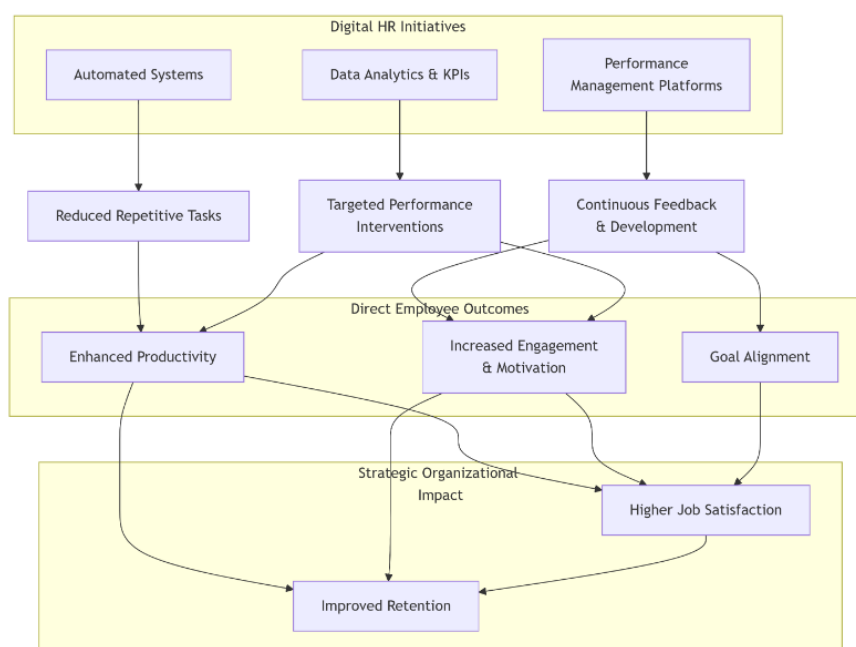 Digital HR Initiatives
Automated Systems
Data Analytics & KPIs
Performance
Management Platforms
Reduced Repetitive Tasks
Targeted Performance
Interventions
Continuous Feedback
& Development
Direct Employee Outcomes
Enhanced Productivity
Increased Engagement
& Motivation
Goal Alignment
Strategic Organizational
Impact
Higher Job Satisfaction
Improved Retention